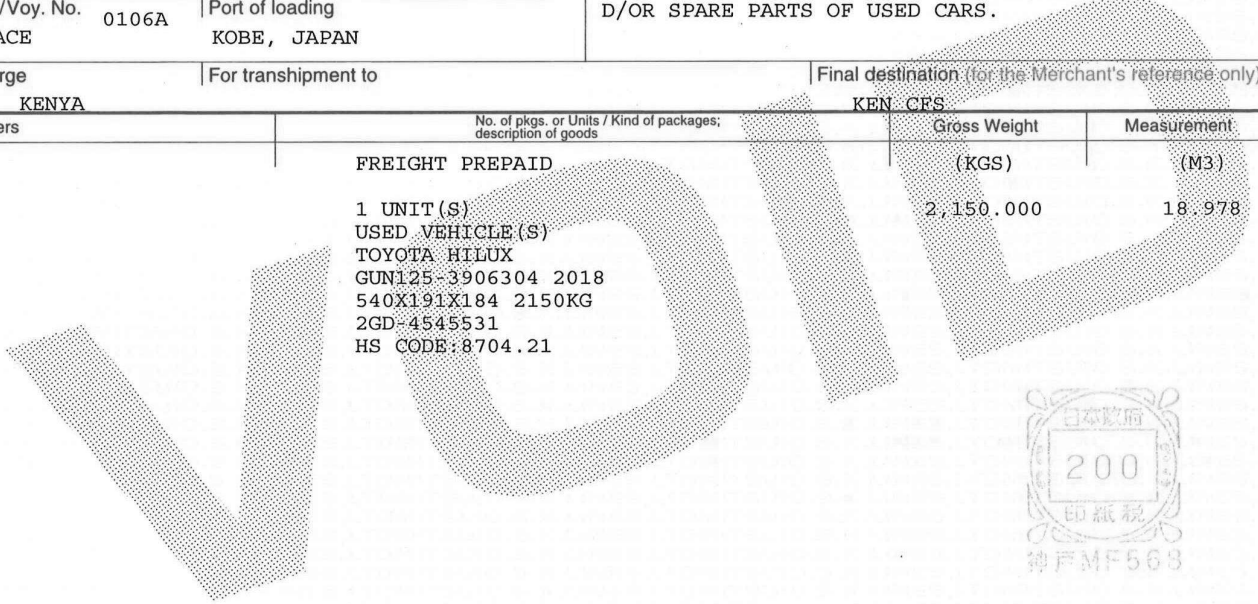 /Voy. No. 0106A
Port of loading
D/OR SPARE PARTS OF USED CARS.
ACE
KOBE, JAPAN
rge
For transhipment to
Final destination (for the Merchant's reference only)
KENYA
KEN CFS
ers
No. of pkgs. or Units / Kind of packages;
description of goods
Gross Weight
Measurement
FREIGHT PREPAID
(KGS)
(M3)
1 UNIT(S)
2,150.000
18.978
USED VEHICLE(S)
TOYOTA HILUX
GUN125-3906304 2018
540X191X184 2150KG
2GD-4545531
HS CODE:8704.21
VOID
日本政府
200
印紙税
神戸MF568